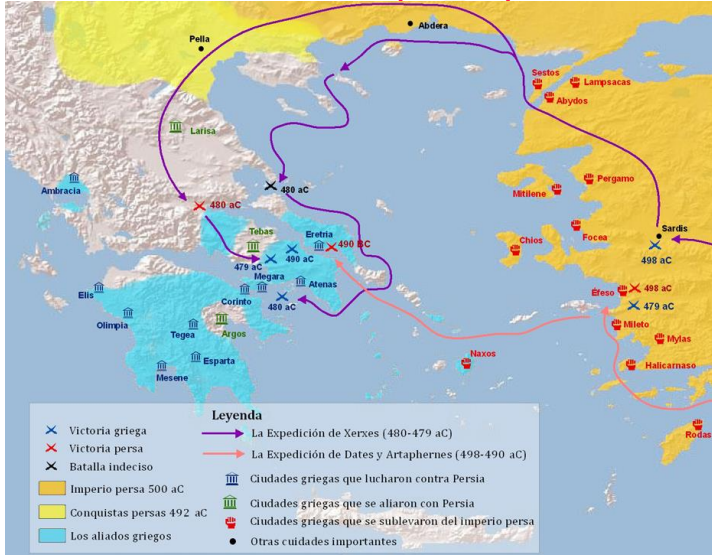 Abdera
Pella
Sestos
Lampsacas
Abydos
Larisa
Ambracia
480 aC
480 aC
Pergamo
Mitilene
Tebas
Eretria
490 BC
490 aC
479 aC
Chios
Focea
Sardis
498 aC
Megara
Atenas
Corinto
480 aC
Elis
Olimpia
Argos
Tegea
Esparta
Mesene
Éfeso
498 aC
479 aC
Mileto
Mylas
Naxos
Halicarnaso
Rodas
Leyenda
Victoria griega
Victoria persa
Batalla indeciso
Imperio persa 500 aC
Conquistas persas 492 aC
Los aliados griegos
La Expedición de Xerxes (480-479 aC)
La Expedición de Dates y Artaphernes (498-490 aC)
Ciudades griegas que lucharon contra Persia
Ciudades griegas que se aliaron con Persia
Ciudades griegas que se sublevaron del imperio persa
Otras cuidades importantes